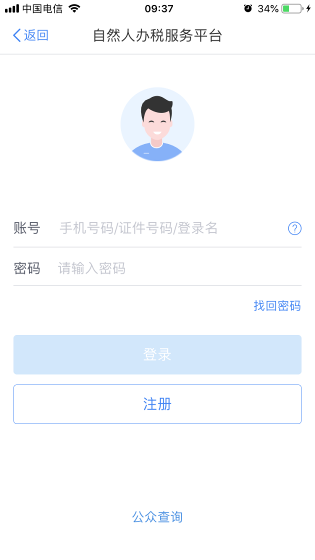 中国电信 09:37 34%
返回 自然人办税服务平台
账号 手机号码/证件号码/登录名 ?
密码 请输入密码
找回密码
登录
注册
公众查询